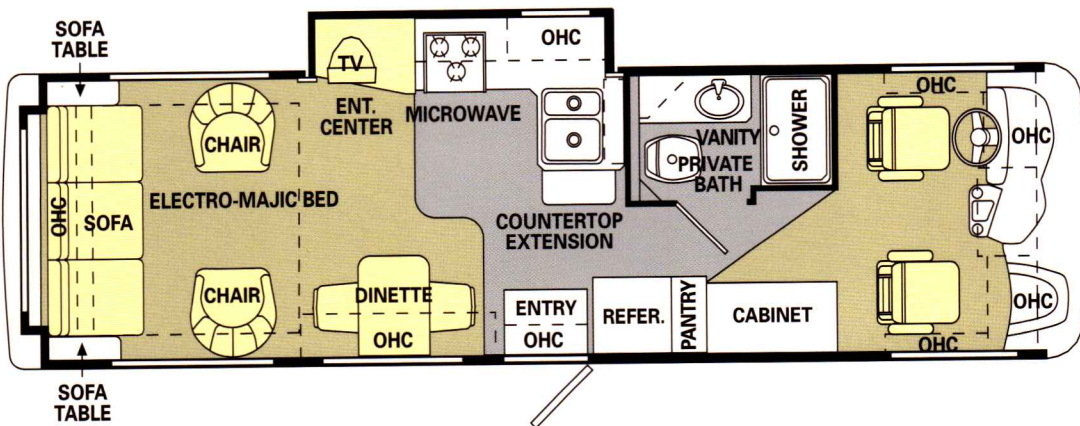 SOFA
TABLE
OHC
TV
ENT.
CENTER
MICROWAVE
OHC
CHAIR
VANITY
PRIVATE
BATH
SHOWER
OHC
OHC
ELECTRO-MAJIC BED
SOFA
COUNTERTOP
EXTENSION
CHAIR
DINETTE
OHC
ENTRY
OHC
REFER.
PANTRY
CABINET
OHC
OHC
SOFA
TABLE